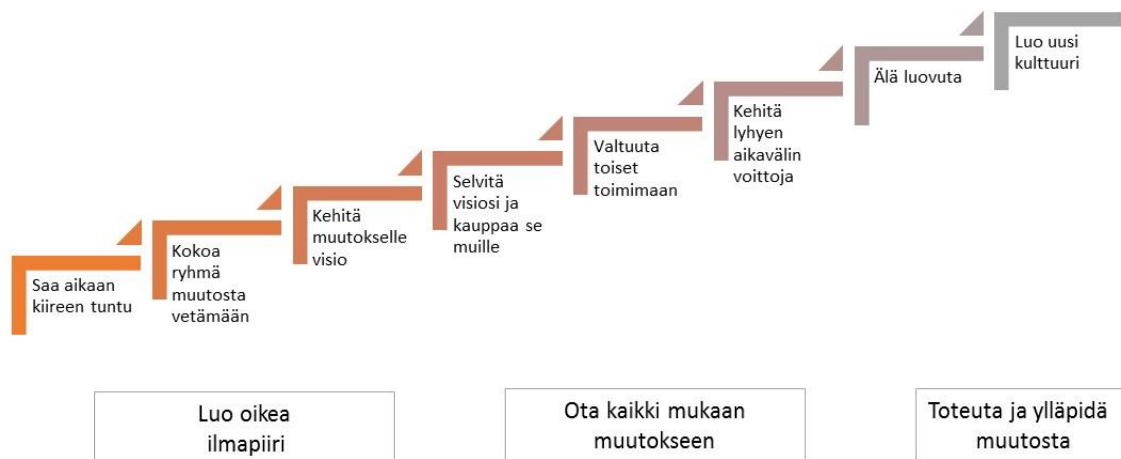 Saa aikaan
kiireen tuntu
Kokoa
ryhmä
muutosta
vetämään
Kehitä
muutokselle
visio
Selvitä
visiosi ja
kauppaa se
muille
Valtuuta
toiset
toimimaan
Kehitä
lyhyen
aikavälin
voittoja
Älä luovuta
Luo uusi
kulttuuri
Luo oikea
ilmapiiri
Ota kaikki mukaan
muutokseen
Toteuta ja ylläpidä
muutosta